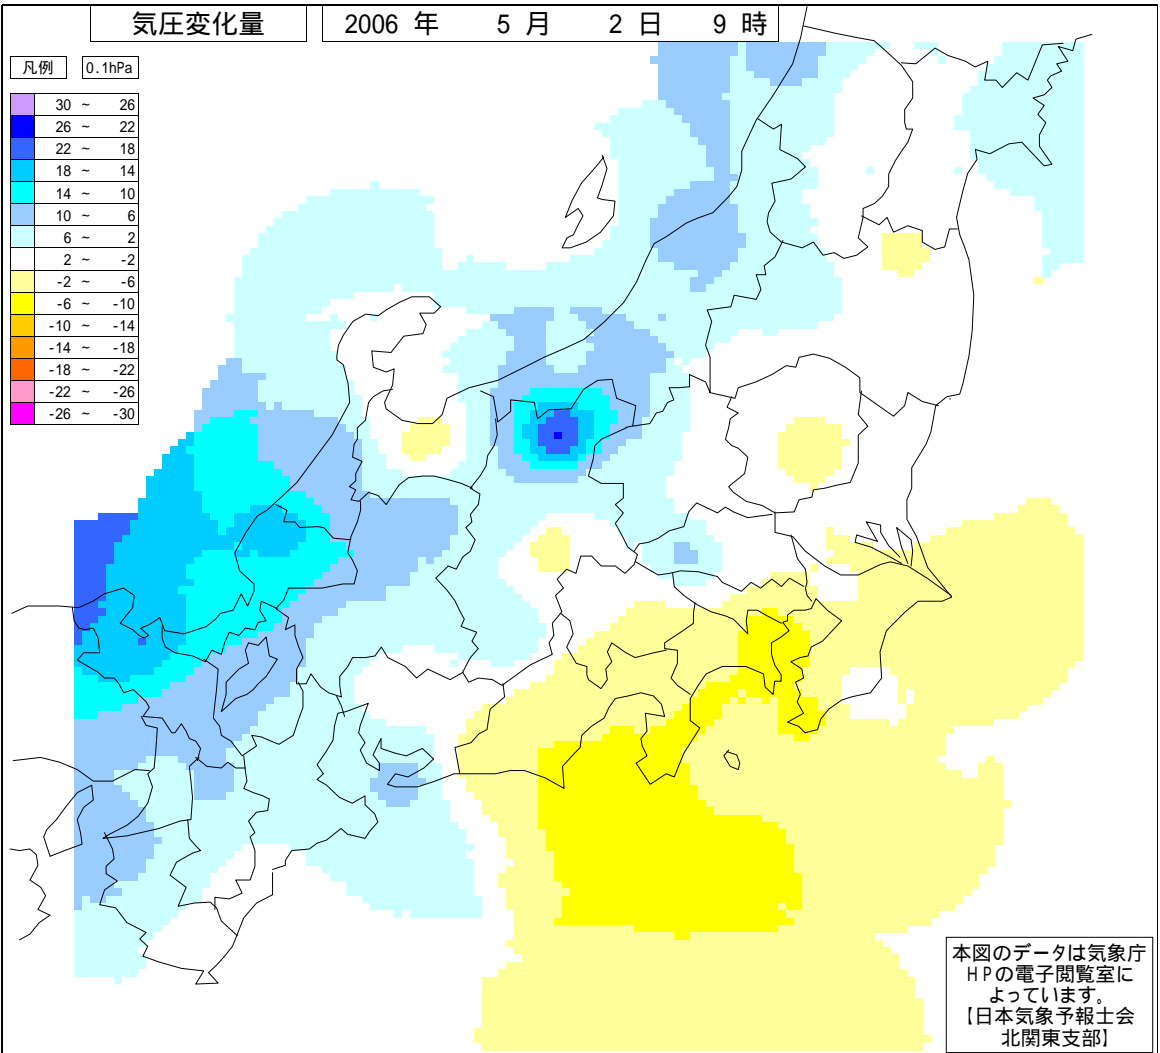 気圧変化量
2006 年 5 月 2 日 9 時
凡例 0.1hPa
30 ~ 26
26 ~ 22
22 ~ 18
18 ~ 14
14 ~ 10
10 ~ 6
6 ~ 2
2 ~ -2
-2 ~ -6
-6 ~ -10
-10 ~ -14
-14 ~ -18
-18 ~ -22
-22 ~ -26
-26 ~ -30
本図のデータは気象庁
HPの電子閲覧室に
よっています。
【日本気象予報士会
北関東支部】